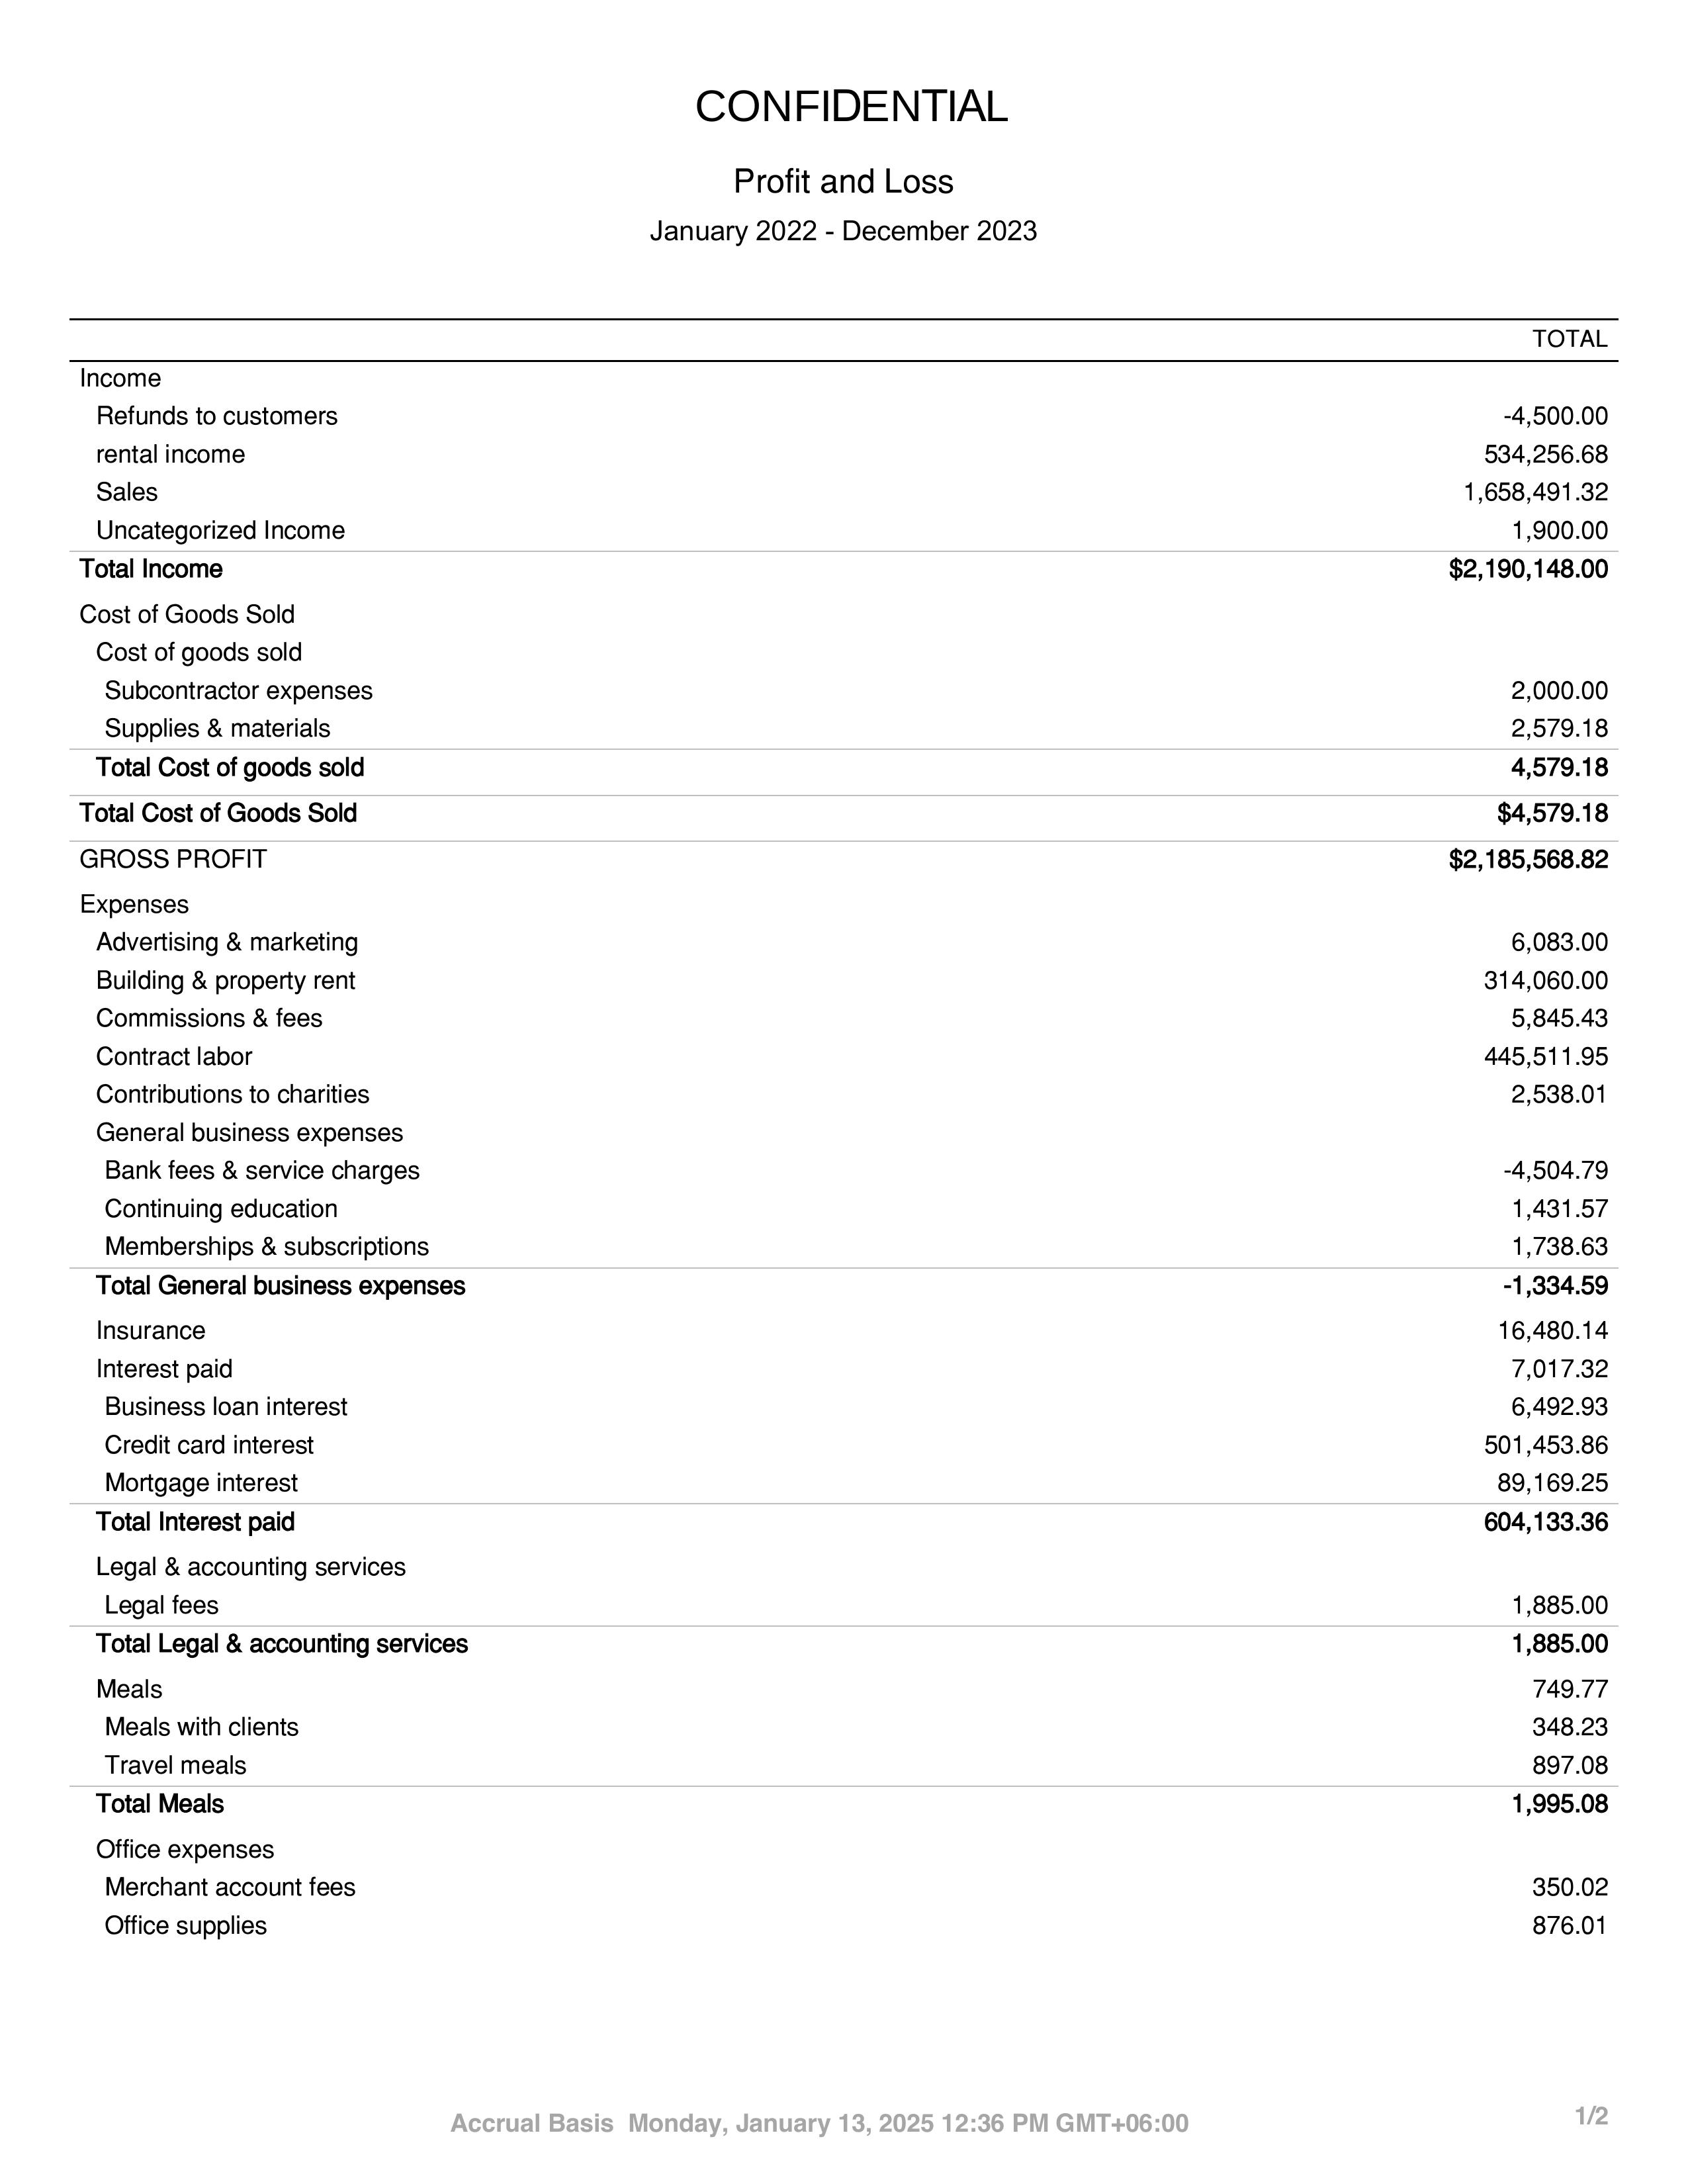 CONFIDENTIAL
Profit and Loss
January 2022 - December 2023
TOTAL
Income
Refunds to customers -4,500.00
rental income 534,256.68
Sales 1,658,491.32
Uncategorized Income 1,900.00
Total Income $2,190,148.00
Cost of Goods Sold
Cost of goods sold
Subcontractor expenses 2,000.00
Supplies & materials 2,579.18
Total Cost of goods sold 4,579.18
Total Cost of Goods Sold $4,579.18
GROSS PROFIT $2,185,568.82
Expenses
Advertising & marketing 6,083.00
Building & property rent 314,060.00
Commissions & fees 5,845.43
Contract labor 445,511.95
Contributions to charities 2,538.01
General business expenses
Bank fees & service charges -4,504.79
Continuing education 1,431.57
Memberships & subscriptions 1,738.63
Total General business expenses -1,334.59
Insurance 16,480.14
Interest paid 7,017.32
Business loan interest 6,492.93
Credit card interest 501,453.86
Mortgage interest 89,169.25
Total Interest paid 604,133.36
Legal & accounting services
Legal fees 1,885.00
Total Legal & accounting services 1,885.00
Meals 749.77
Meals with clients 348.23
Travel meals 897.08
Total Meals 1,995.08
Office expenses
Merchant account fees 350.02
Office supplies 876.01
Accrual Basis Monday, January 13, 2025 12:36 PM GMT+06:00 1/2